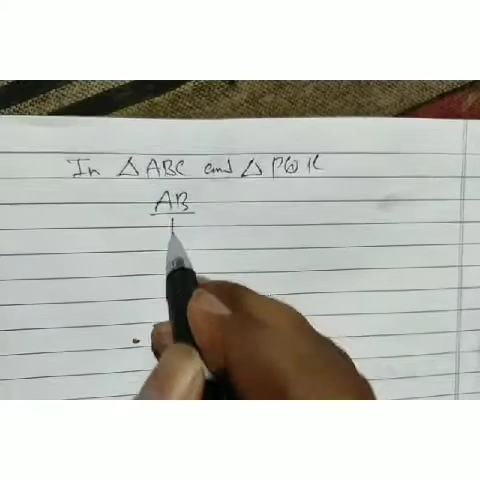 In △ ABC and △ PQR
AB